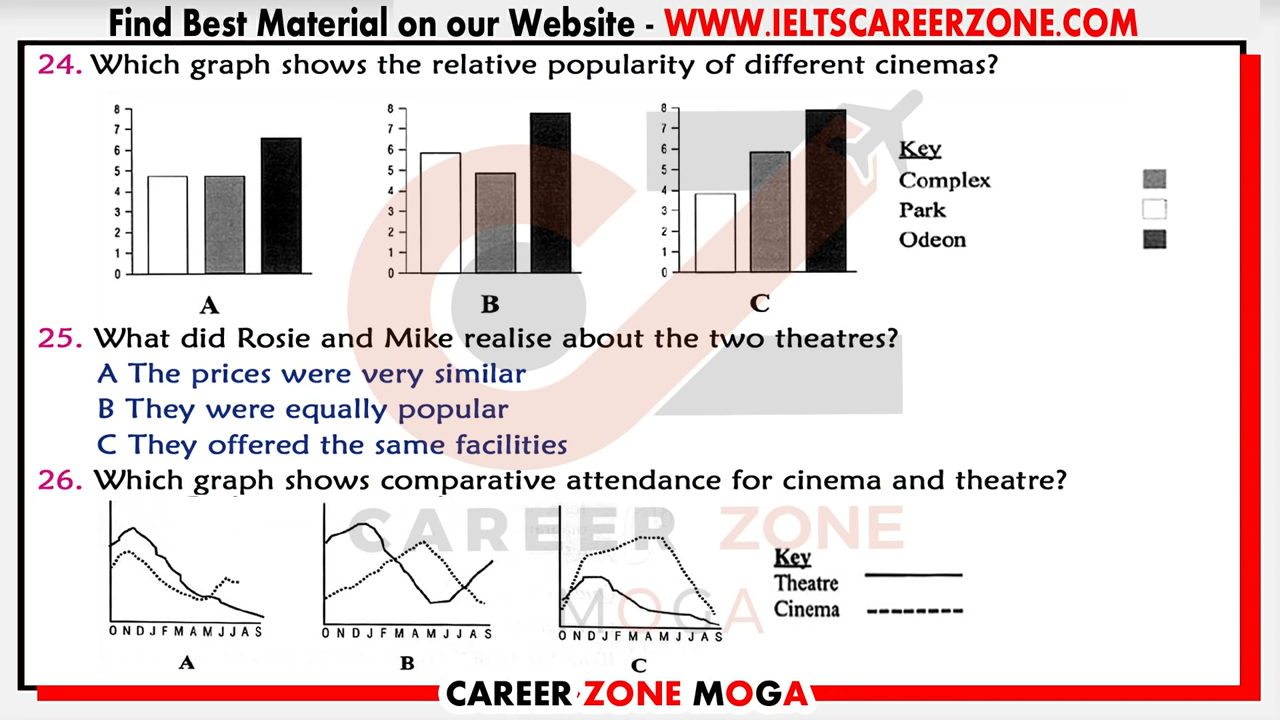 Find Best Material on our Website - WWW.IELTSCAREERZONE.COM
24. Which graph shows the relative popularity of different cinemas?
8 7 6 5 4 3 2 1 0
8 7 6 5 4 3 2 1 0
8 7 6 5 4 3 2 1 0
Key
Complex
Park
Odeon
A B C
25. What did Rosie and Mike realise about the two theatres?
A The prices were very similar
B They were equally popular
C They offered the same facilities
26. Which graph shows comparative attendance for cinema and theatre?
CAREER ZONE
MOGA
Key
Theatre
Cinema
O N D J F M A M J J A S
O N D J F M A M J J A S
O N D J F M A M J J A S
A B C
CAREER ZONE MOGA